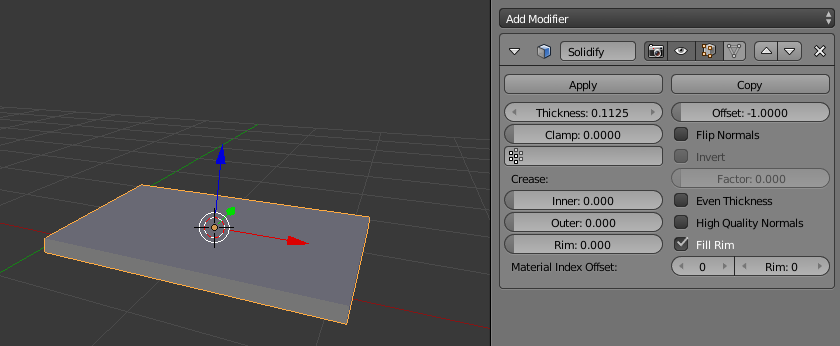 Add Modifier
Solidify
Apply Copy
Thickness: 0.1125 Offset: -1.0000
Clamp: 0.0000 Flip Normals
Invert
Crease: Factor: 0.000
Inner: 0.000 Even Thickness
Outer: 0.000 High Quality Normals
Rim: 0.000 Fill Rim
Material Index Offset: 0 Rim: 0